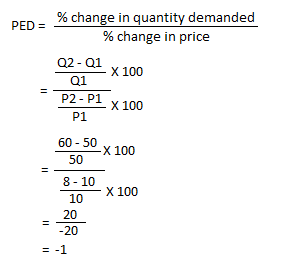 PED = % change in quantity demanded
% change in price
Q2 - Q1
Q1
X 100
=
P2 - P1
P1
X 100
60 - 50
50
X 100
=
8 - 10
10
X 100
= 20
-20
= -1